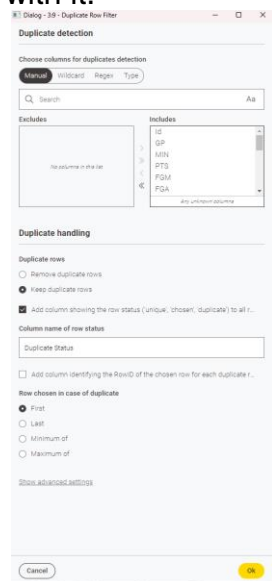 with it.
Dialog - 3:9 - Duplicate Row Filter
Duplicate detection
Choose columns for duplicates detection
Manual Wildcard Regex Type
Search Aa
Excludes Includes
No columns in this list
Id
GP
MIN
PTS
FGM
FGA
Any unknown columns
Duplicate handling
Duplicate rows
Remove duplicate rows
Keep duplicate rows
Add column showing the row status ('unique', 'chosen', 'duplicate') to all r...
Column name of row status
Duplicate Status
Add column identifying the RowID of the chosen row for each duplicate r...
Row chosen in case of duplicate
First
Last
Minimum of
Maximum of
Show advanced settings
Cancel Ok